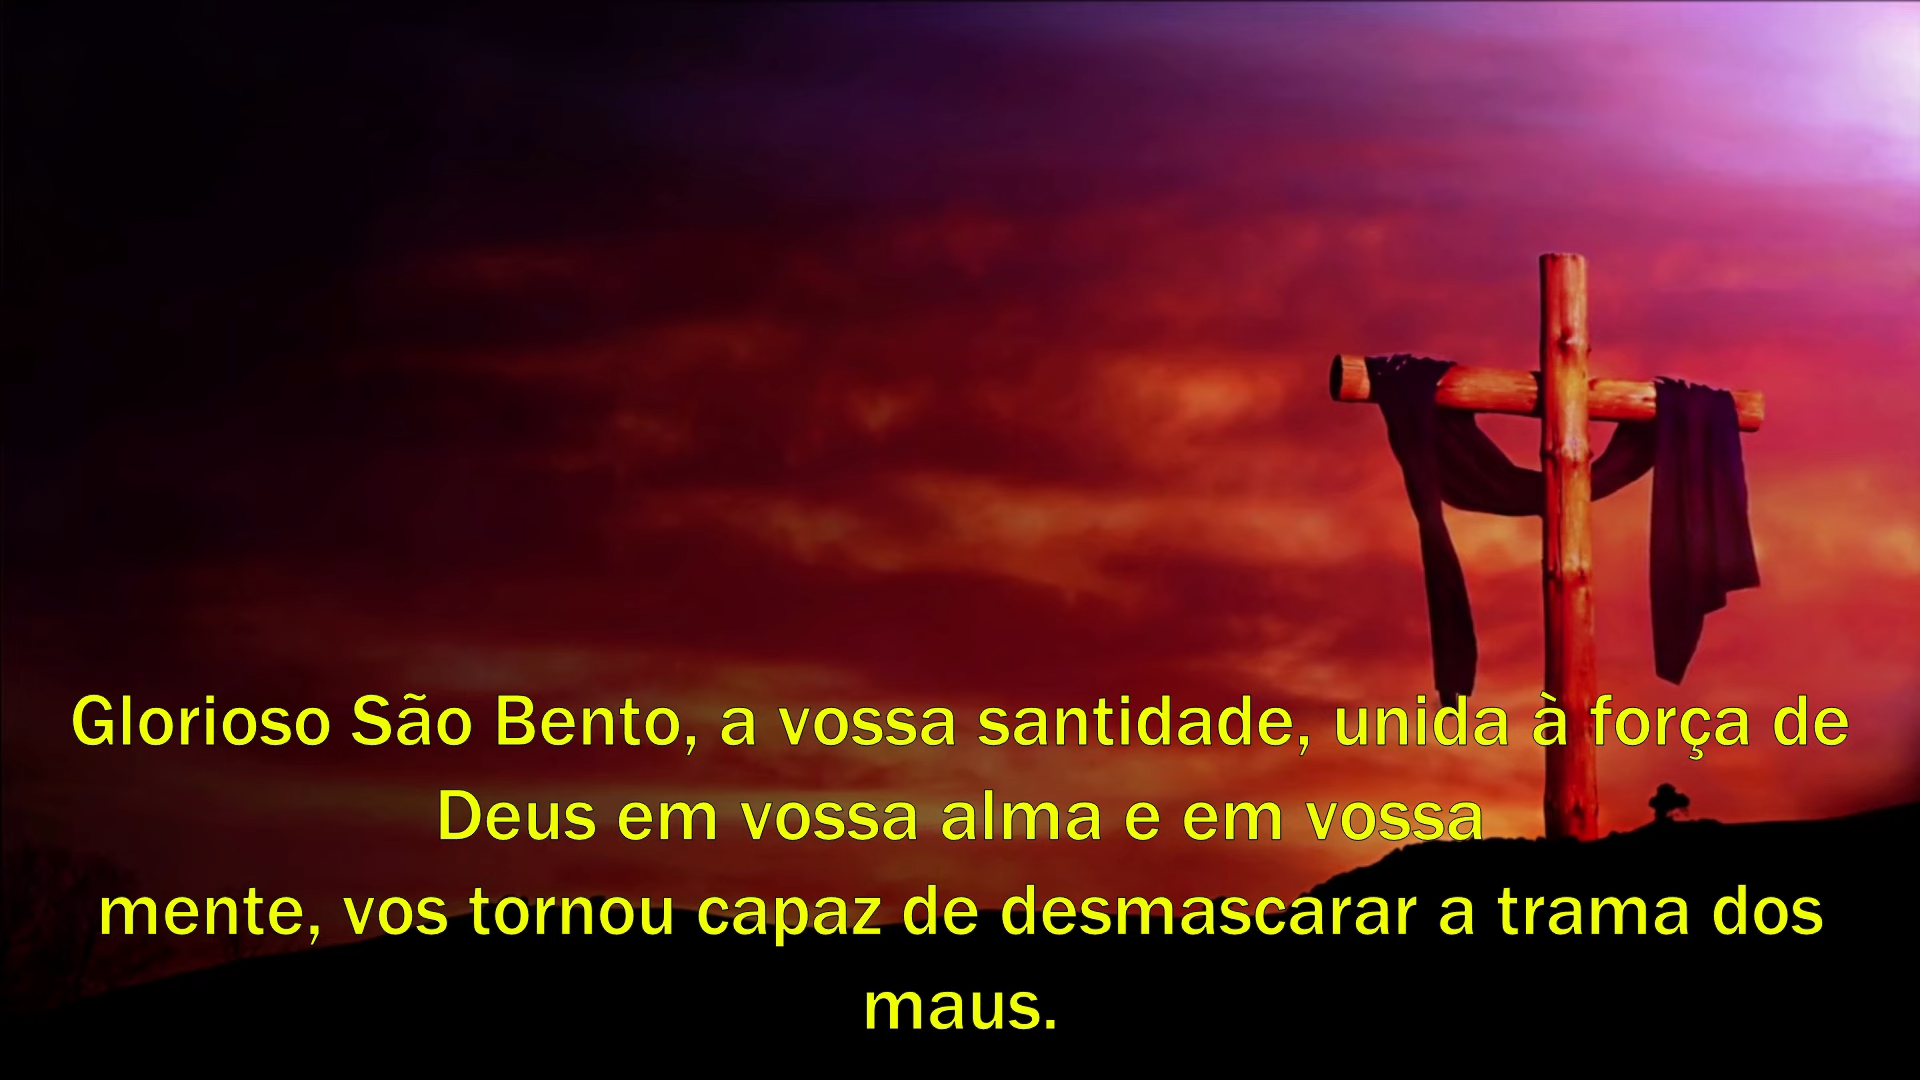 Glorioso São Bento, a vossa santidade, unida à força de
Deus em vossa alma e em vossa
mente, vos tornou capaz de desmascarar a trama dos
maus.